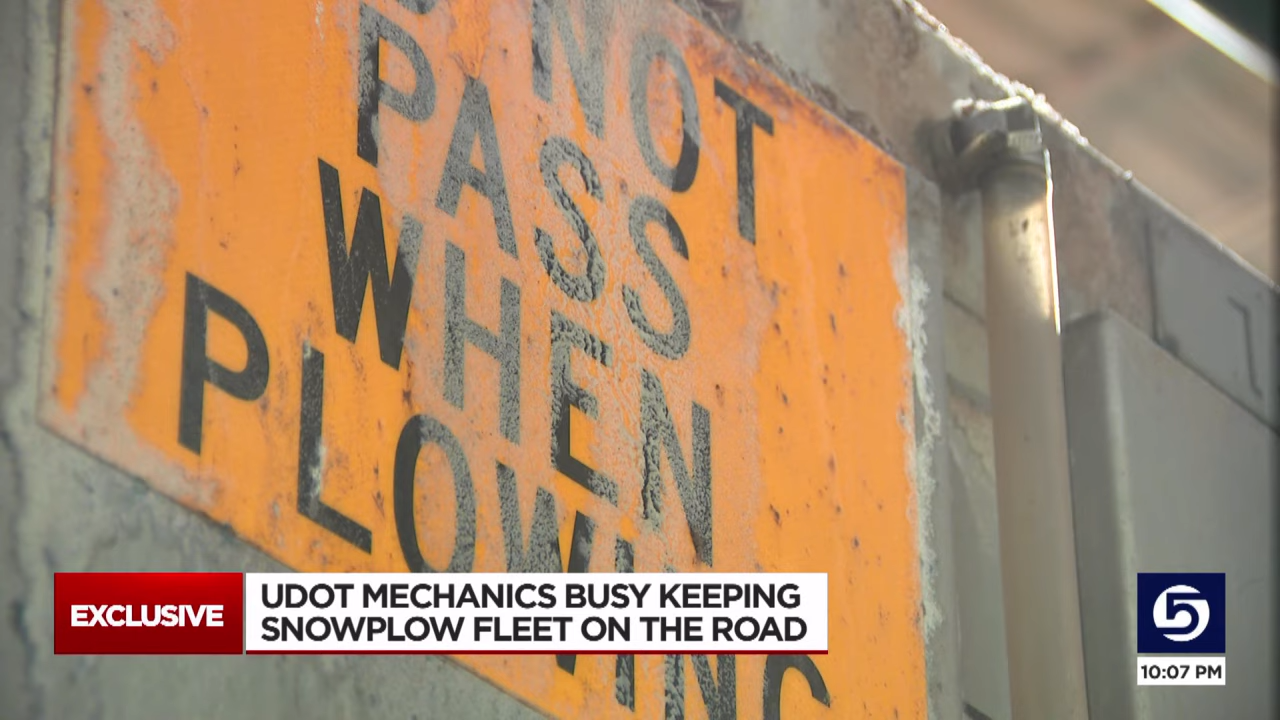 NOT
PASS
WHEN
PLOWING
EXCLUSIVE
UDOT MECHANICS BUSY KEEPING
SNOWPLOW FLEET ON THE ROAD
5
10:07 PM